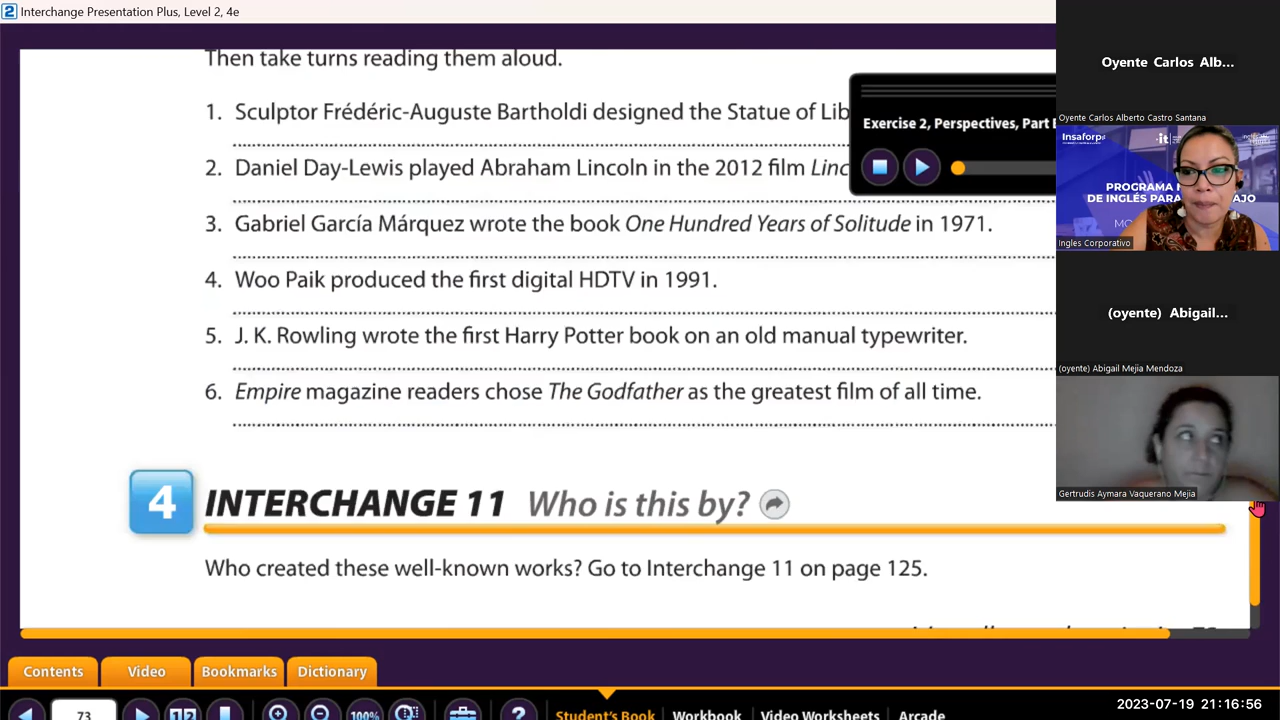 Interchange Presentation Plus, Level 2, 4e
Then take turns reading them aloud.
1. Sculptor Frédéric-Auguste Bartholdi designed the Statue of Lib
2. Daniel Day-Lewis played Abraham Lincoln in the 2012 film Linc
3. Gabriel García Márquez wrote the book One Hundred Years of Solitude in 1971.
4. Woo Paik produced the first digital HDTV in 1991.
5. J. K. Rowling wrote the first Harry Potter book on an old manual typewriter.
6. Empire magazine readers chose The Godfather as the greatest film of all time.
4 INTERCHANGE 11 Who is this by?
Who created these well-known works? Go to Interchange 11 on page 125.
Exercise 2, Perspectives, Part
Oyente Carlos Alb...
Oyente Carlos Alberto Castro Santana
Insaforp
it
PROGRAMA
DE INGLÉS PARA
AJO
Ingles Corporativo
(oyente) Abigail...
(oyente) Abigail Mejia Mendoza
Gertrudis Aymara Vaquerano Mejia
Contents Video Bookmarks Dictionary
73 1 2 100% ?
Student's Book Workbook Video Worksheets Arcade
2023-07-19 21:16:56